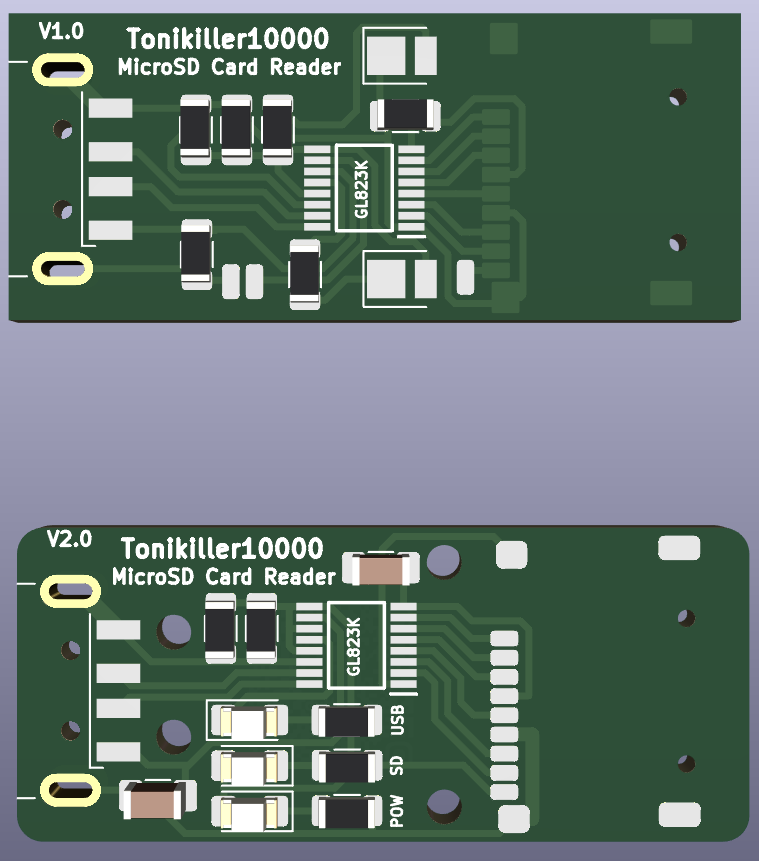 V1.0
Tonikiller10000
MicroSD Card Reader
GL823K
V2.0
Tonikiller10000
MicroSD Card Reader
GL823K
USB
SD
POW